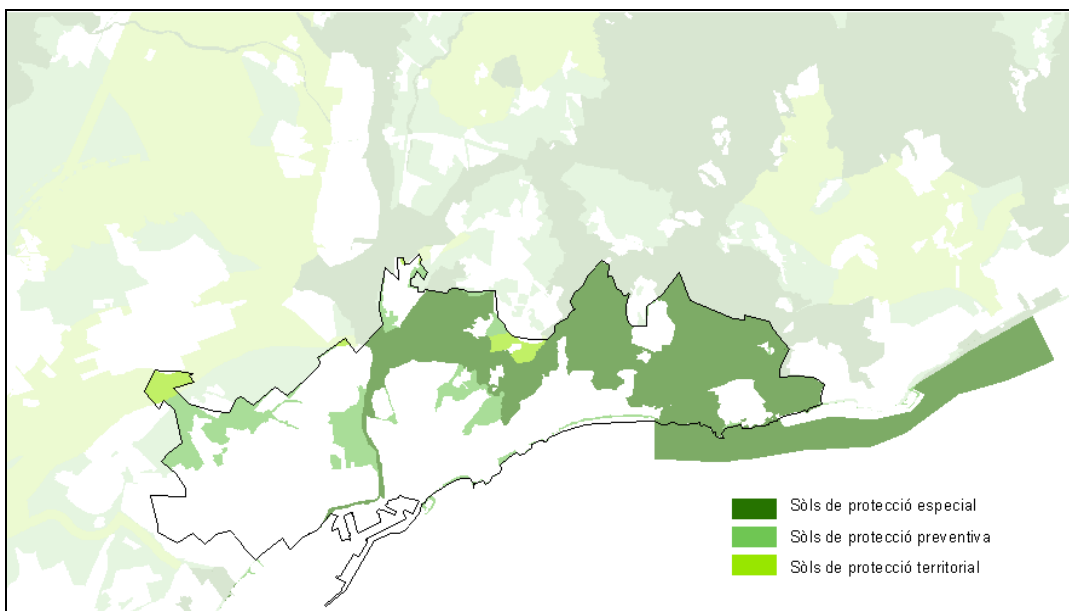 Sòls de protecció especial
Sòls de protecció preventiva
Sòls de protecció territorial